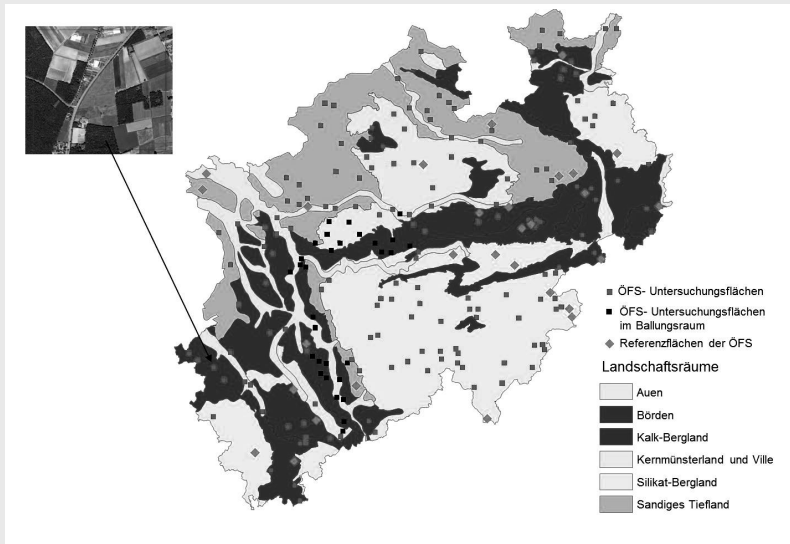 ÖFS- Untersuchungsflächen
ÖFS- Untersuchungsflächen
im Ballungsraum
Referenzflächen der ÖFS
Landschaftsräume
Auen
Börden
Kalk-Bergland
Kernmünsterland und Ville
Silikat-Bergland
Sandiges Tiefland